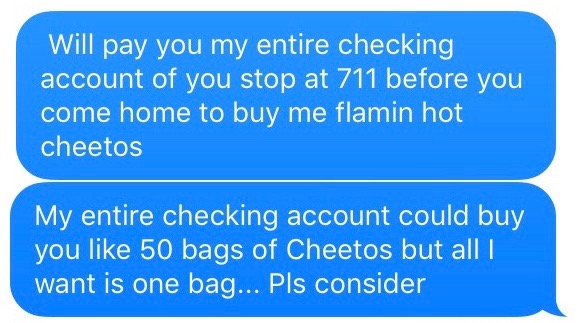 Will pay you my entire checking
account of you stop at 711 before you
come home to buy me flamin hot
cheetos
My entire checking account could buy
you like 50 bags of Cheetos but all I
want is one bag... Pls consider